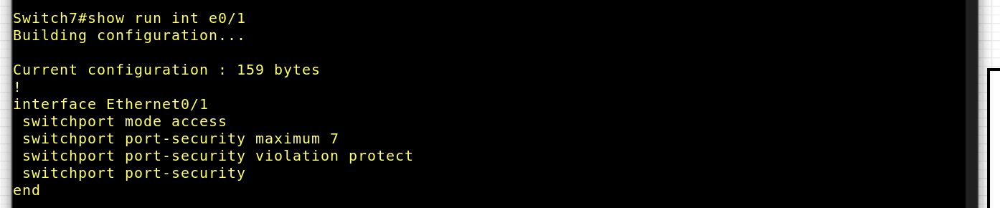 Switch7#show run int e0/1
Building configuration...
Current configuration : 159 bytes
!
interface Ethernet0/1
 switchport mode access
 switchport port-security maximum 7
 switchport port-security violation protect
 switchport port-security
end